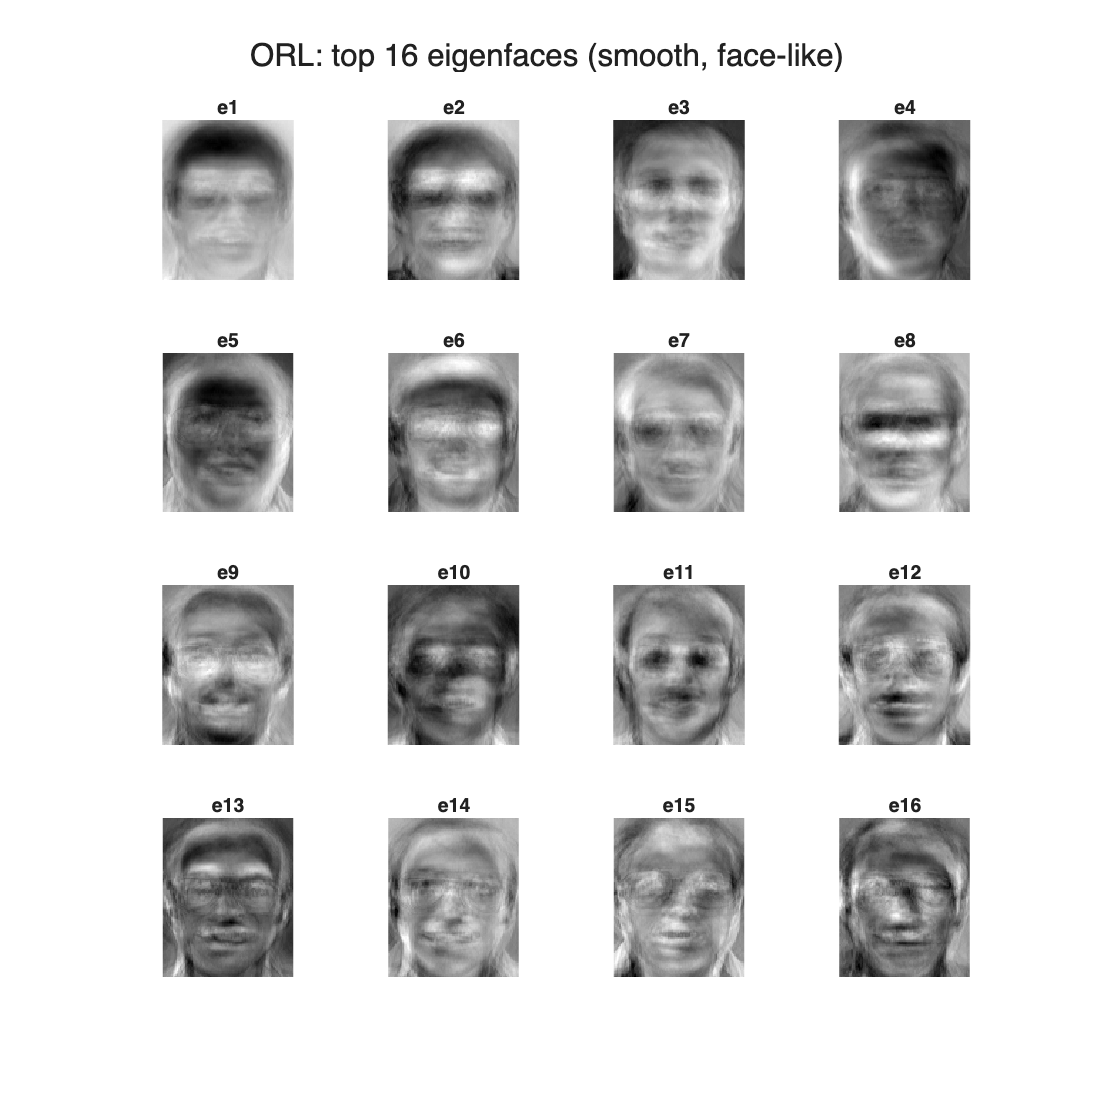 ORL: top 16 eigenfaces (smooth, face-like)
e1 e2 e3 e4
e5 e6 e7 e8
e9 e10 e11 e12
e13 e14 e15 e16